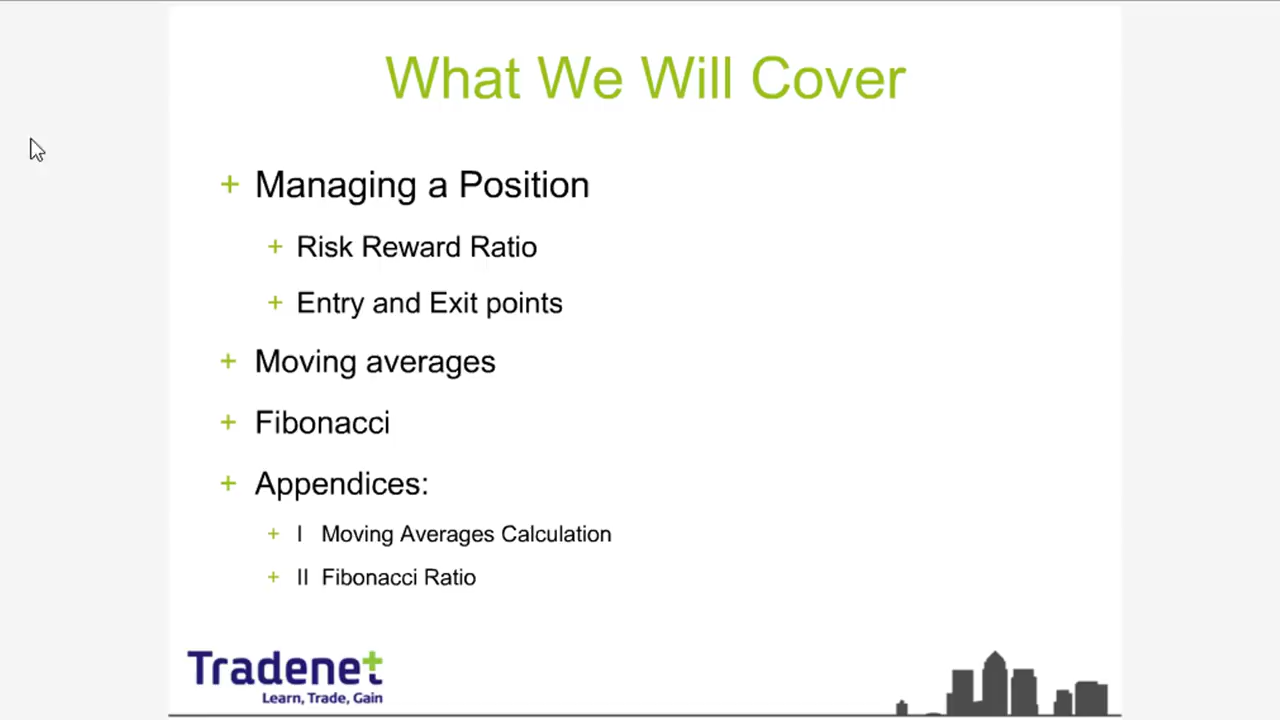 What We Will Cover
+ Managing a Position
+ Risk Reward Ratio
+ Entry and Exit points
+ Moving averages
+ Fibonacci
+ Appendices:
+ I Moving Averages Calculation
+ II Fibonacci Ratio
Tradenet
Learn, Trade, Gain